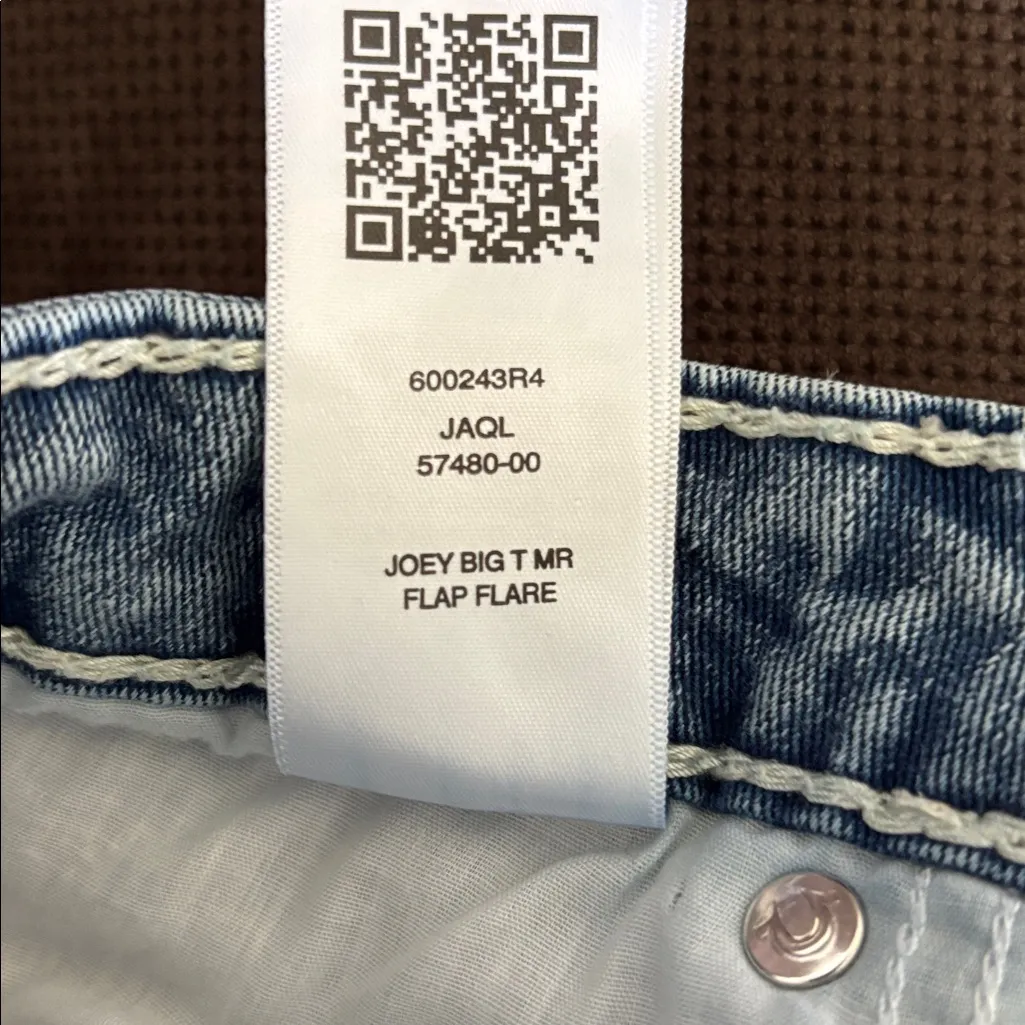 600243R4
JAQL
57480-00
JOEY BIG T MR
FLAP FLARE